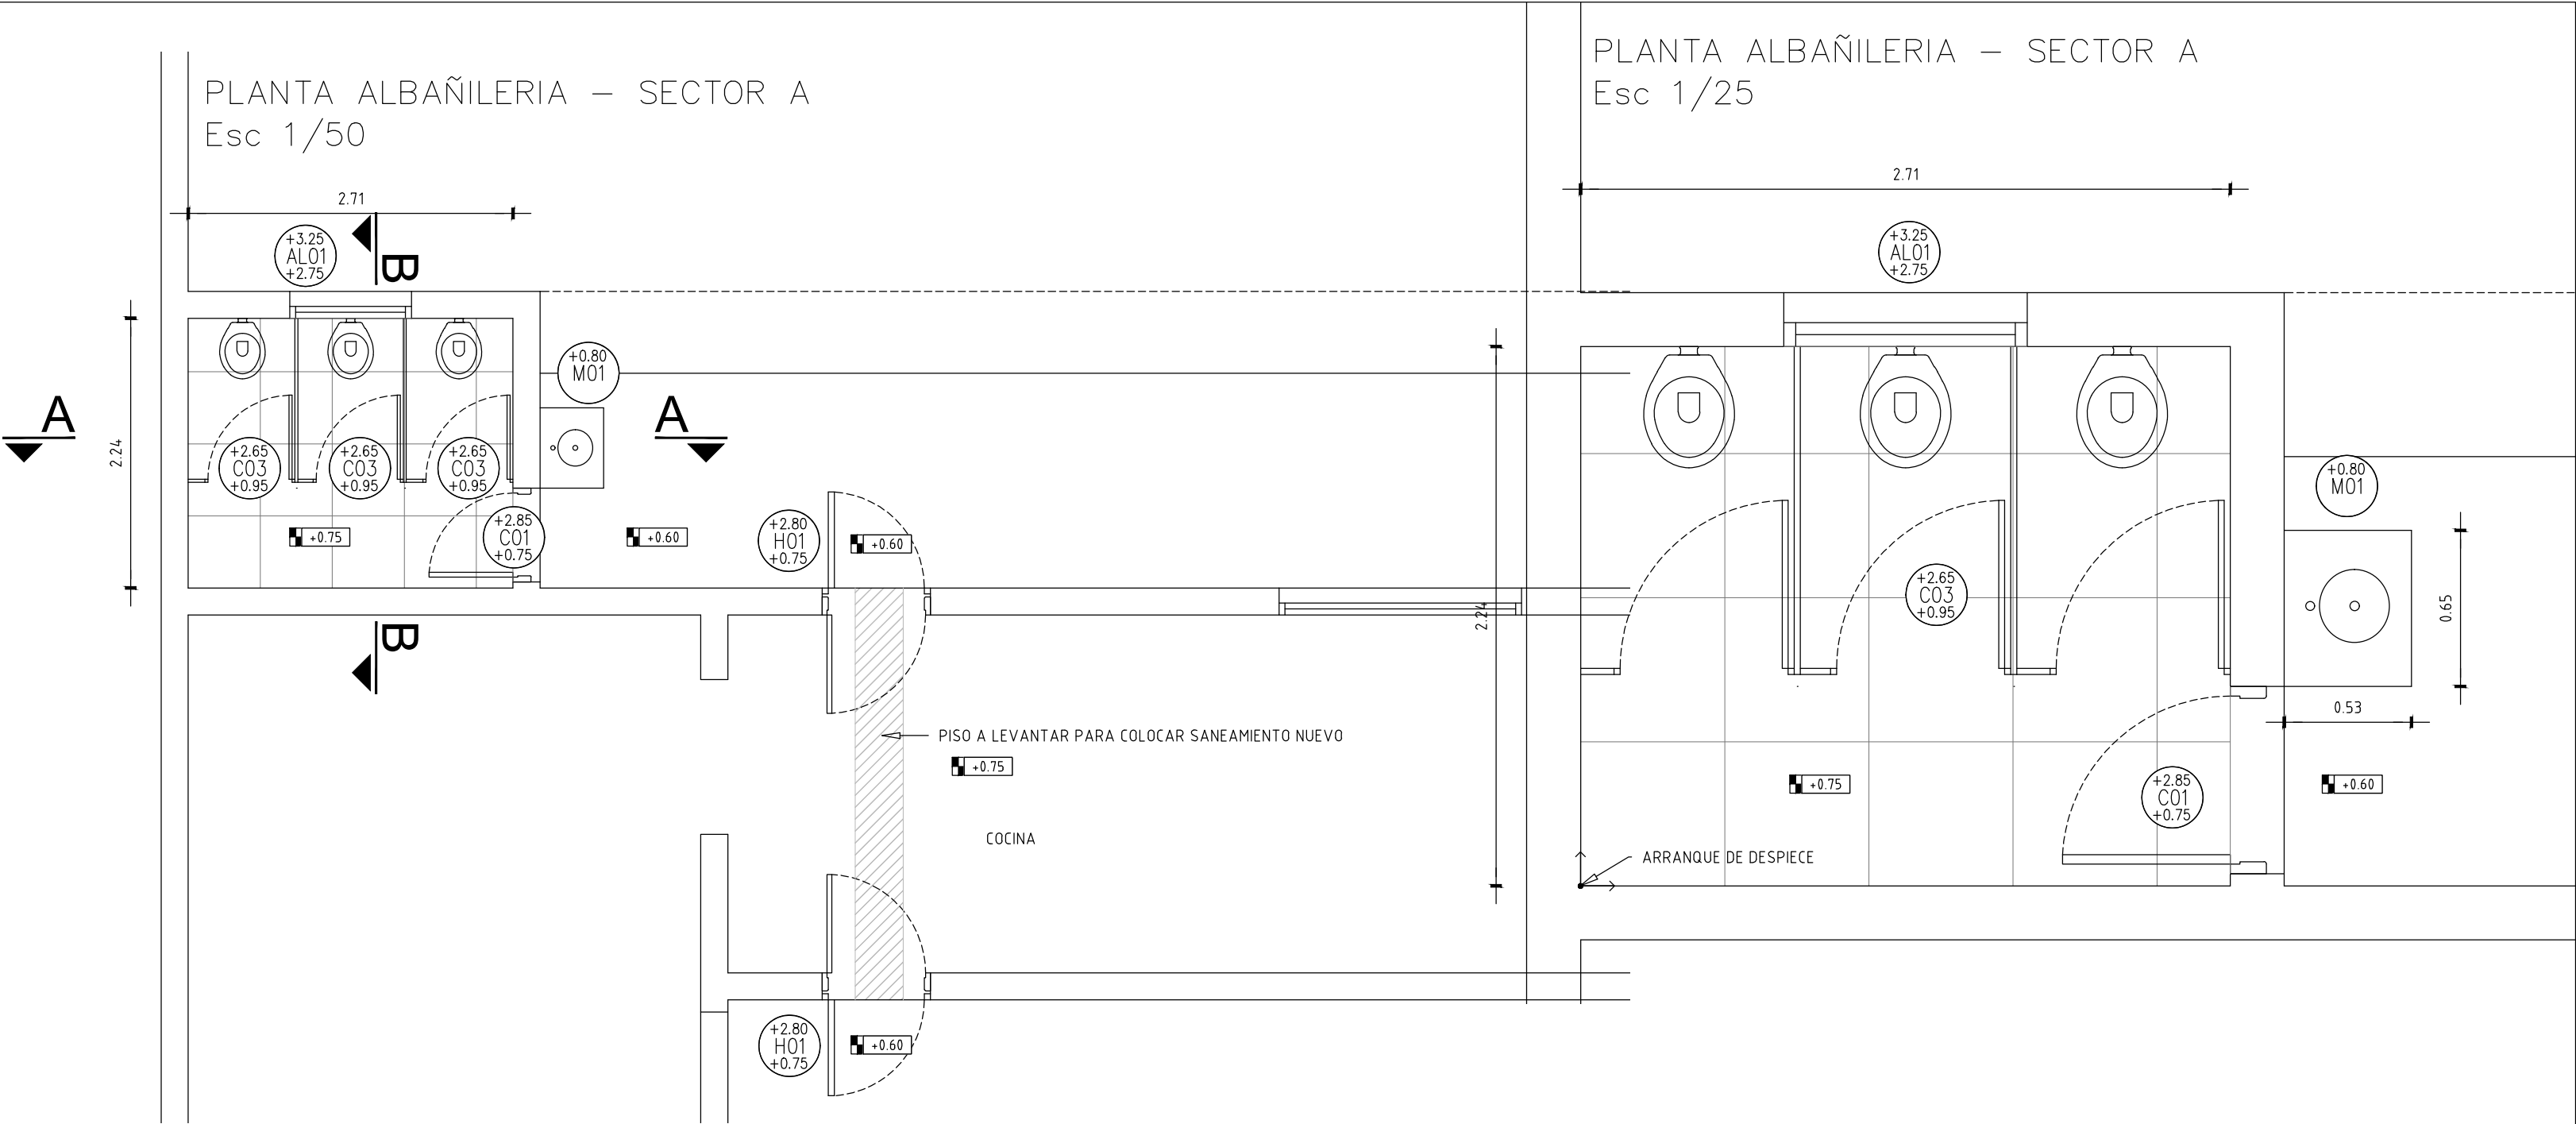 PLANTA ALBAÑILERIA – SECTOR A
Esc 1/50
2.71
+3.25
AL01
+2.75
B
+0.80
M01
A
A
2.24
+2.65
C03
+0.95
+2.65
C03
+0.95
+2.65
C03
+0.95
+2.85
C01
+0.75
+0.75
+0.60
+2.80
H01
+0.75
+0.60
B
PISO A LEVANTAR PARA COLOCAR SANEAMIENTO NUEVO
+0.75
COCINA
+2.80
H01
+0.75
+0.60
PLANTA ALBAÑILERIA – SECTOR A
Esc 1/25
2.71
+3.25
AL01
+2.75
+0.80
M01
2.24
+2.65
C03
+0.95
0.65
0.53
+0.75
+2.85
C01
+0.75
+0.60
ARRANQUE DE DESPIECE